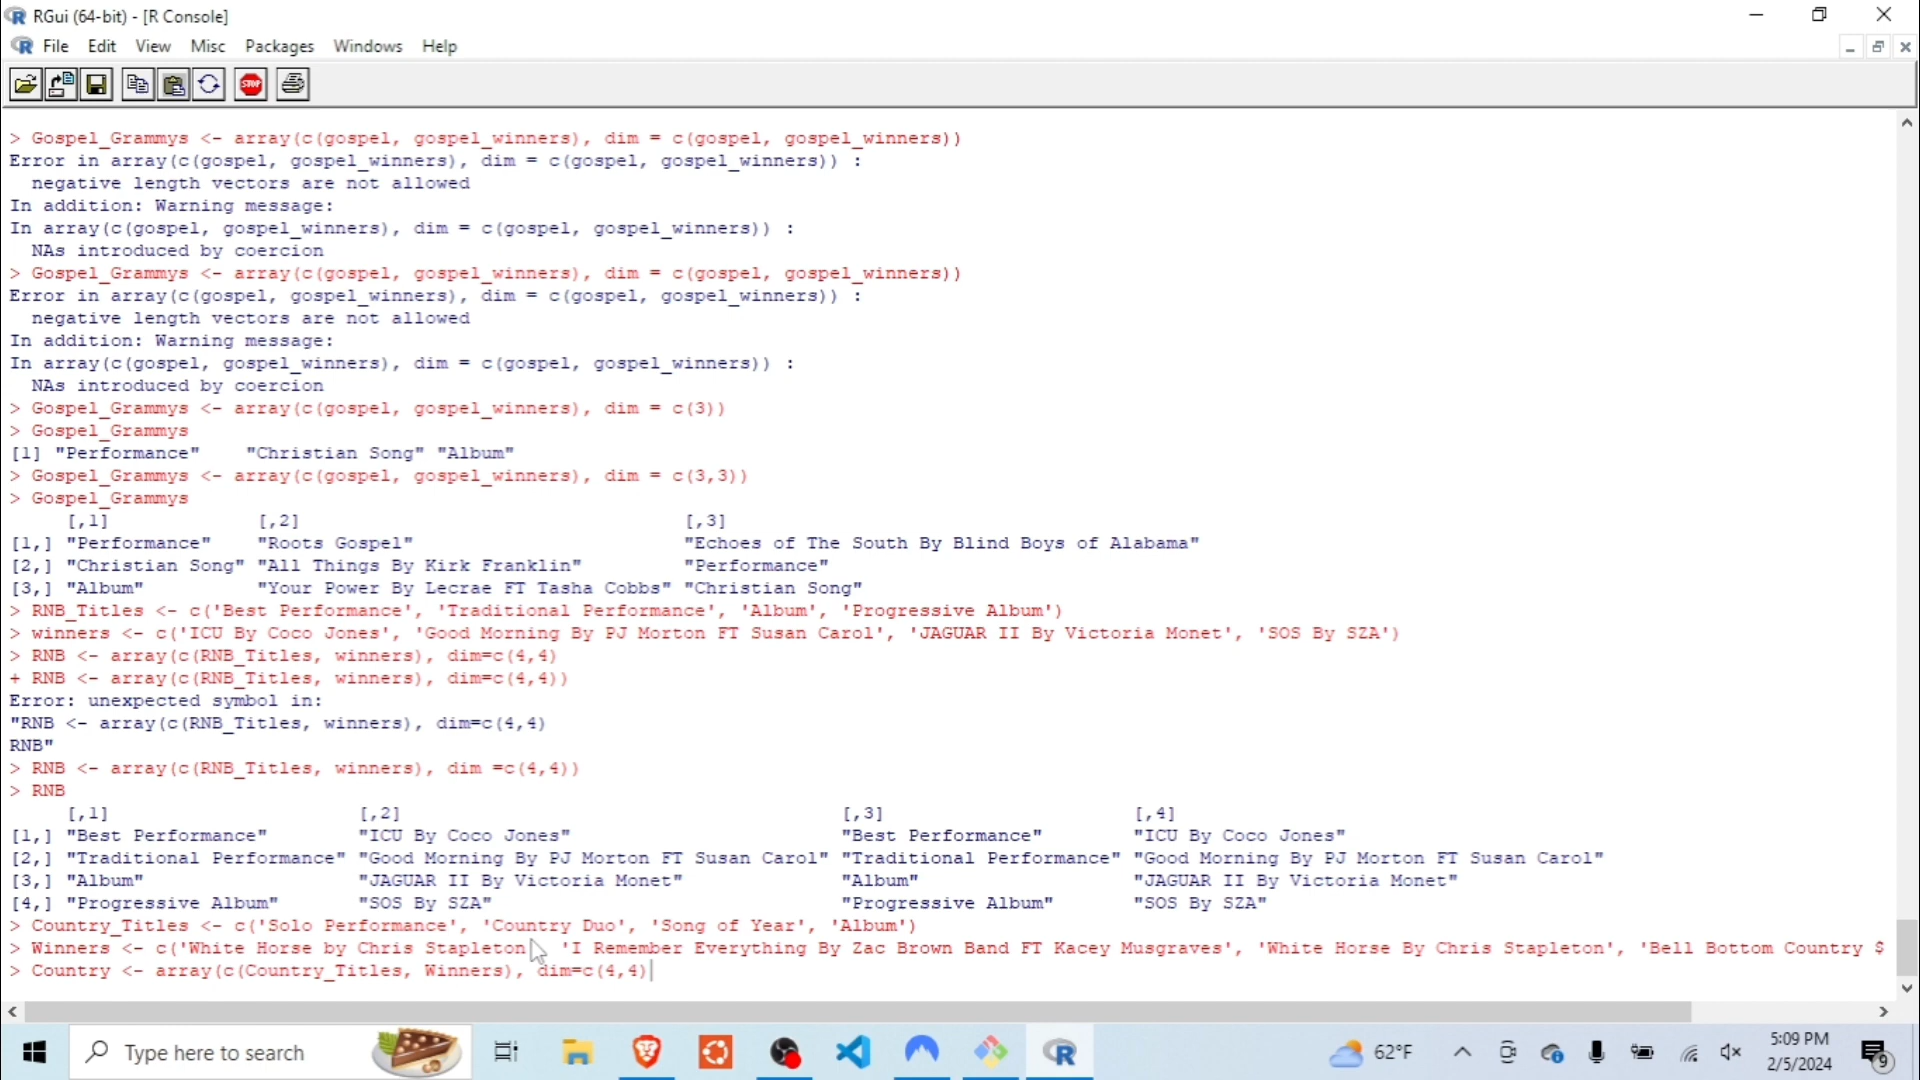 RGui (64-bit) - [R Console]
File Edit View Misc Packages Windows Help
STOP
> Gospel_Grammys <- array(c(gospel, gospel_winners), dim = c(gospel, gospel_winners))
Error in array(c(gospel, gospel_winners), dim = c(gospel, gospel_winners)) :
  negative length vectors are not allowed
In addition: Warning message:
In array(c(gospel, gospel_winners), dim = c(gospel, gospel_winners)) :
  NAs introduced by coercion
> Gospel_Grammys <- array(c(gospel, gospel_winners), dim = c(gospel, gospel_winners))
Error in array(c(gospel, gospel_winners), dim = c(gospel, gospel_winners)) :
  negative length vectors are not allowed
In addition: Warning message:
In array(c(gospel, gospel_winners), dim = c(gospel, gospel_winners)) :
  NAs introduced by coercion
> Gospel_Grammys <- array(c(gospel, gospel_winners), dim = c(3))
> Gospel_Grammys
[1] "Performance"    "Christian Song" "Album"
> Gospel_Grammys <- array(c(gospel, gospel_winners), dim = c(3,3))
> Gospel_Grammys
     [,1]             [,2]                                  [,3]
[1,] "Performance"    "Roots Gospel"                        "Echoes of The South By Blind Boys of Alabama"
[2,] "Christian Song" "All Things By Kirk Franklin"         "Performance"
[3,] "Album"          "Your Power By Lecrae FT Tasha Cobbs" "Christian Song"
> RNB_Titles <- c('Best Performance', 'Traditional Performance', 'Album', 'Progressive Album')
> winners <- c('ICU By Coco Jones', 'Good Morning By PJ Morton FT Susan Carol', 'JAGUAR II By Victoria Monet', 'SOS By SZA')
> RNB <- array(c(RNB_Titles, winners), dim=c(4,4)
+ RNB <- array(c(RNB_Titles, winners), dim=c(4,4))
Error: unexpected symbol in:
"RNB <- array(c(RNB_Titles, winners), dim=c(4,4)
RNB"
> RNB <- array(c(RNB_Titles, winners), dim =c(4,4))
> RNB
     [,1]                      [,2]                                       [,3]                      [,4]
[1,] "Best Performance"        "ICU By Coco Jones"                        "Best Performance"        "ICU By Coco Jones"
[2,] "Traditional Performance" "Good Morning By PJ Morton FT Susan Carol" "Traditional Performance" "Good Morning By PJ Morton FT Susan Carol"
[3,] "Album"                   "JAGUAR II By Victoria Monet"              "Album"                   "JAGUAR II By Victoria Monet"
[4,] "Progressive Album"       "SOS By SZA"                               "Progressive Album"       "SOS By SZA"
> Country_Titles <- c('Solo Performance', 'Country Duo', 'Song of Year', 'Album')
> Winners <- c('White Horse by Chris Stapleton 'I Remember Everything By Zac Brown Band FT Kacey Musgraves', 'White Horse By Chris Stapleton', 'Bell Bottom Country $
> Country <- array(c(Country_Titles, Winners), dim=c(4,4)
Type here to search
62°F
5:09 PM
2/5/2024
9